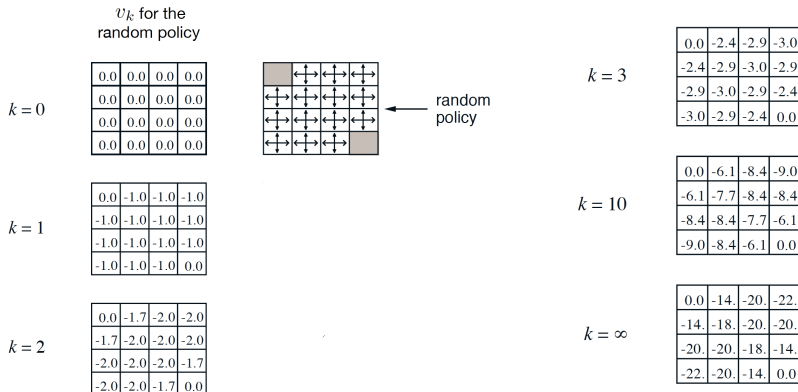 v_k for the
random policy
k = 0
0.0 0.0 0.0 0.0
0.0 0.0 0.0 0.0
0.0 0.0 0.0 0.0
0.0 0.0 0.0 0.0
random
policy
k = 1
0.0 -1.0 -1.0 -1.0
-1.0 -1.0 -1.0 -1.0
-1.0 -1.0 -1.0 -1.0
-1.0 -1.0 -1.0 0.0
k = 2
0.0 -1.7 -2.0 -2.0
-1.7 -2.0 -2.0 -2.0
-2.0 -2.0 -2.0 -1.7
-2.0 -2.0 -1.7 0.0
k = 3
0.0 -2.4 -2.9 -3.0
-2.4 -2.9 -3.0 -2.9
-2.9 -3.0 -2.9 -2.4
-3.0 -2.9 -2.4 0.0
k = 10
0.0 -6.1 -8.4 -9.0
-6.1 -7.7 -8.4 -8.4
-8.4 -8.4 -7.7 -6.1
-9.0 -8.4 -6.1 0.0
k = ∞
0.0 -14. -20. -22.
-14. -18. -20. -20.
-20. -20. -18. -14.
-22. -20. -14. 0.0